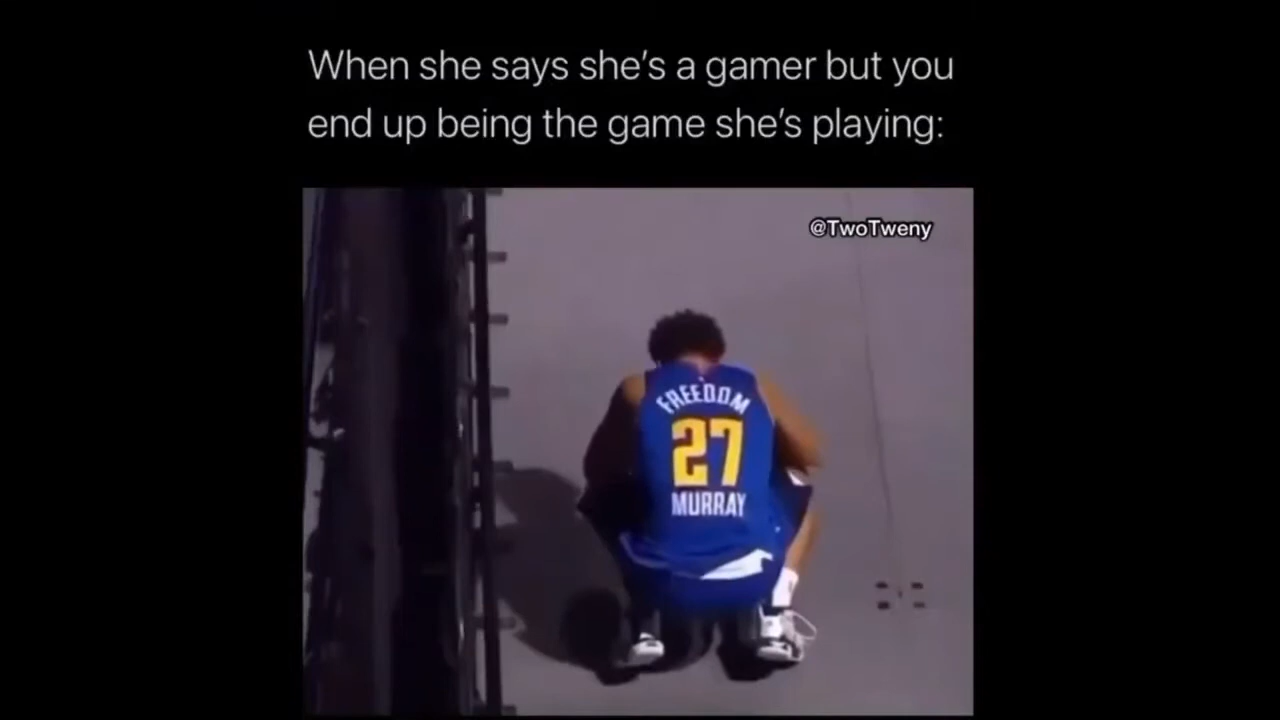 When she says she's a gamer but you
end up being the game she's playing:
@TwoTweny
FREEDOM
27
MURRAY